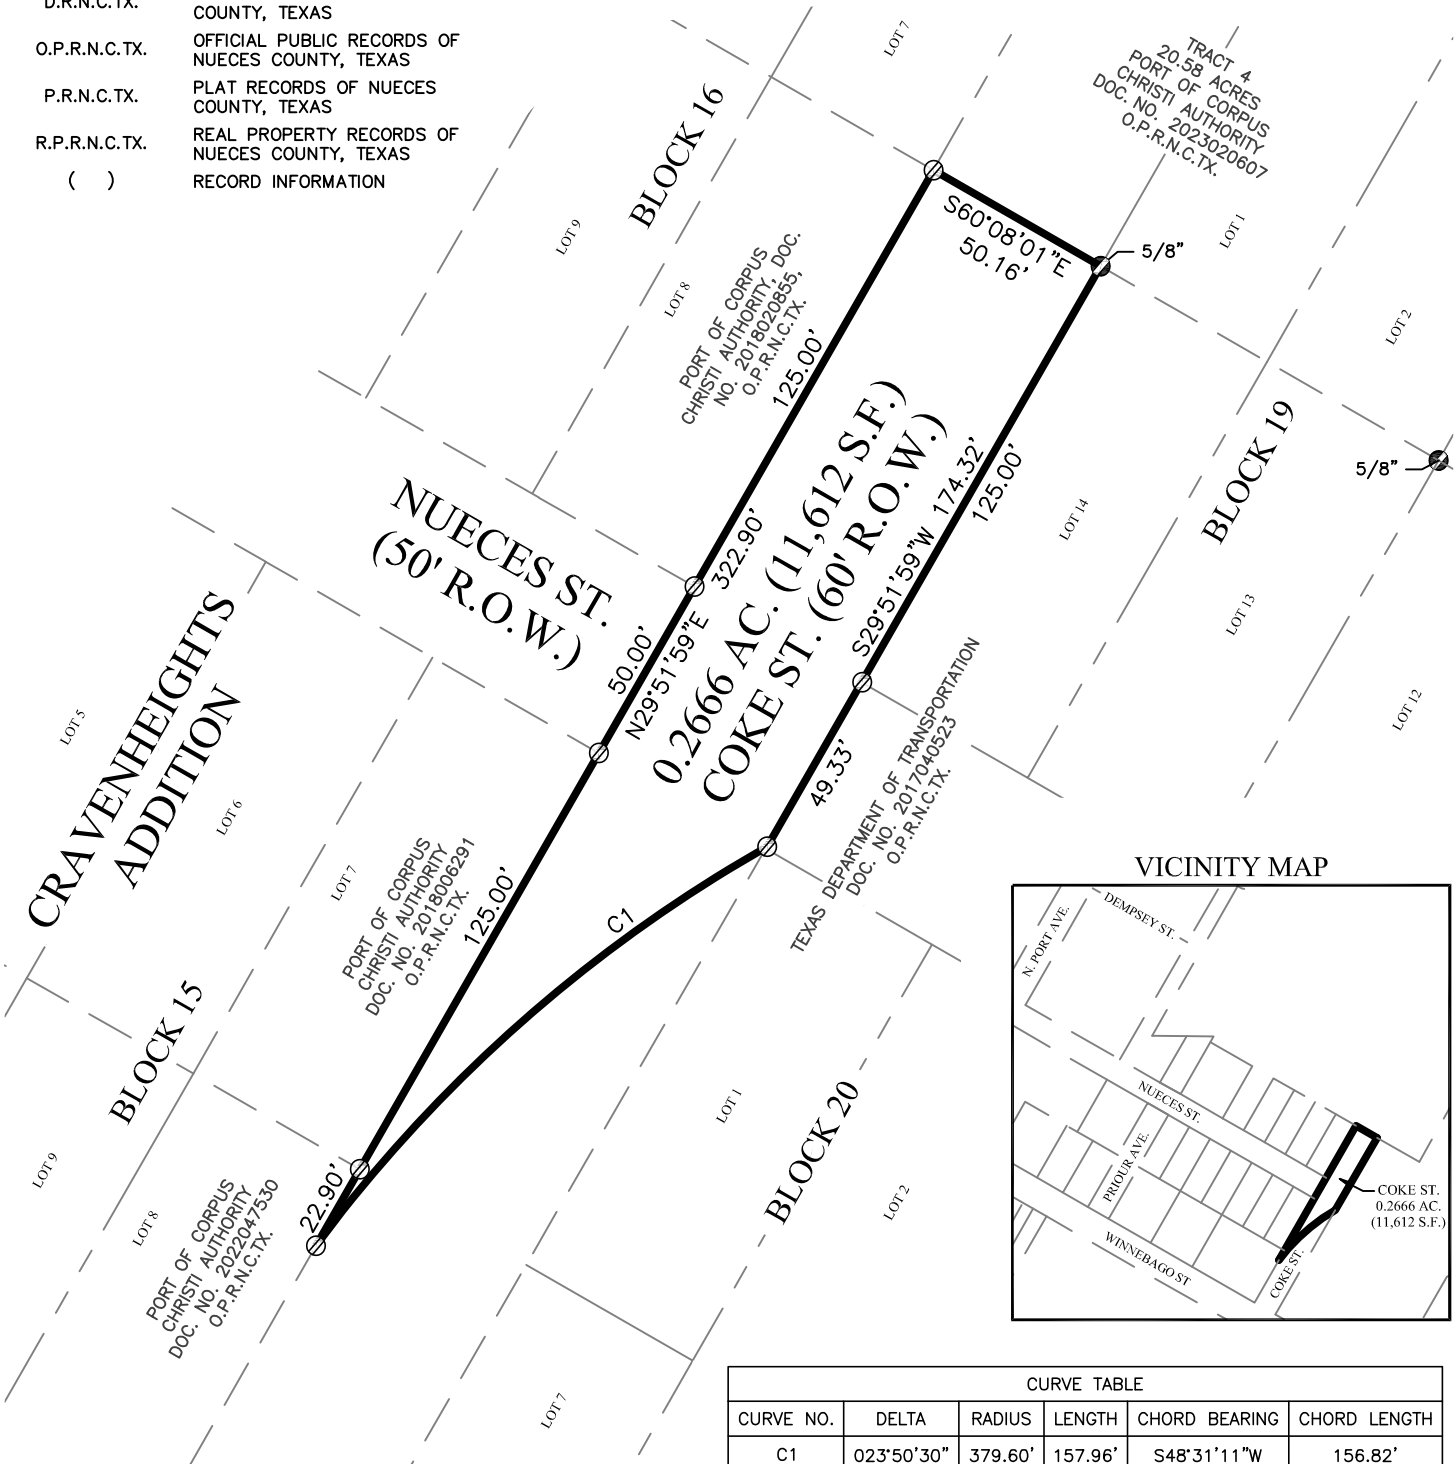 D.R.N.C.TX.
COUNTY, TEXAS
O.P.R.N.C.TX.
OFFICIAL PUBLIC RECORDS OF
NUECES COUNTY, TEXAS
P.R.N.C.TX.
PLAT RECORDS OF NUECES
COUNTY, TEXAS
R.P.R.N.C.TX.
REAL PROPERTY RECORDS OF
NUECES COUNTY, TEXAS
( )
RECORD INFORMATION
LOT 7
TRACT 4
20.58 ACRES
PORT OF CORPUS
CHRISTI AUTHORITY
DOC. NO. 2023020607
O.P.R.N.C.TX.
BLOCK 16
LOT 9
LOT 8
PORT OF CORPUS
CHRISTI AUTHORITY, DOC.
NO. 2018020855,
O.P.R.N.C.TX.
S60°08'01"E
50.16'
5/8"
LOT 1
LOT 2
125.00'
322.90'
0.2666 AC. (11,612 S.F.)
COKE ST. (60' R.O.W.)
S29°51'59"W 174.32'
125.00'
LOT 14
BLOCK 19
5/8"
LOT 13
LOT 12
NUECES ST.
(50' R.O.W.)
50.00'
N29°51'59"E
49.33'
TEXAS DEPARTMENT OF TRANSPORTATION
DOC. NO. 2017040523
O.P.R.N.C.TX.
CRAVENHEIGHTS
ADDITION
LOT 5
LOT 6
LOT 7
PORT OF CORPUS
CHRISTI AUTHORITY
DOC. NO. 2018006291
O.P.R.N.C.TX.
125.00'
C1
BLOCK 15
LOT 9
LOT 8
PORT OF CORPUS
CHRISTI AUTHORITY
DOC. NO. 2022047530
O.P.R.N.C.TX.
22.90'
LOT 1
BLOCK 20
LOT 2
LOT 7
VICINITY MAP
N. PORT AVE.
DEMPSEY ST.
NUECES ST.
PRIOUR AVE.
WINNEBAGO ST
COKE ST.
COKE ST.
0.2666 AC.
(11,612 S.F.)
CURVE TABLE
CURVE NO. DELTA RADIUS LENGTH CHORD BEARING CHORD LENGTH
C1 023°50'30" 379.60' 157.96' S48°31'11"W 156.82'